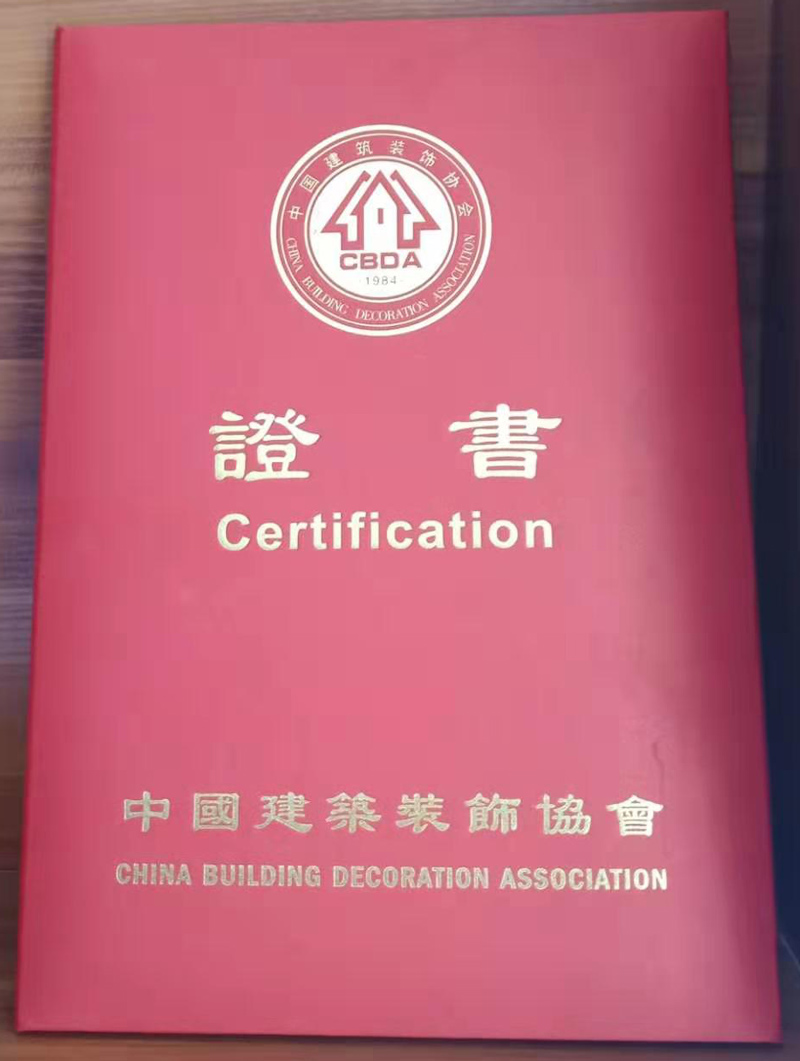 中国建筑装饰协会
CBDA
·1984·
CHINA BUILDING DECORATION ASSOCIATION
證書
Certification
中國建築裝飾協會
CHINA BUILDING DECORATION ASSOCIATION